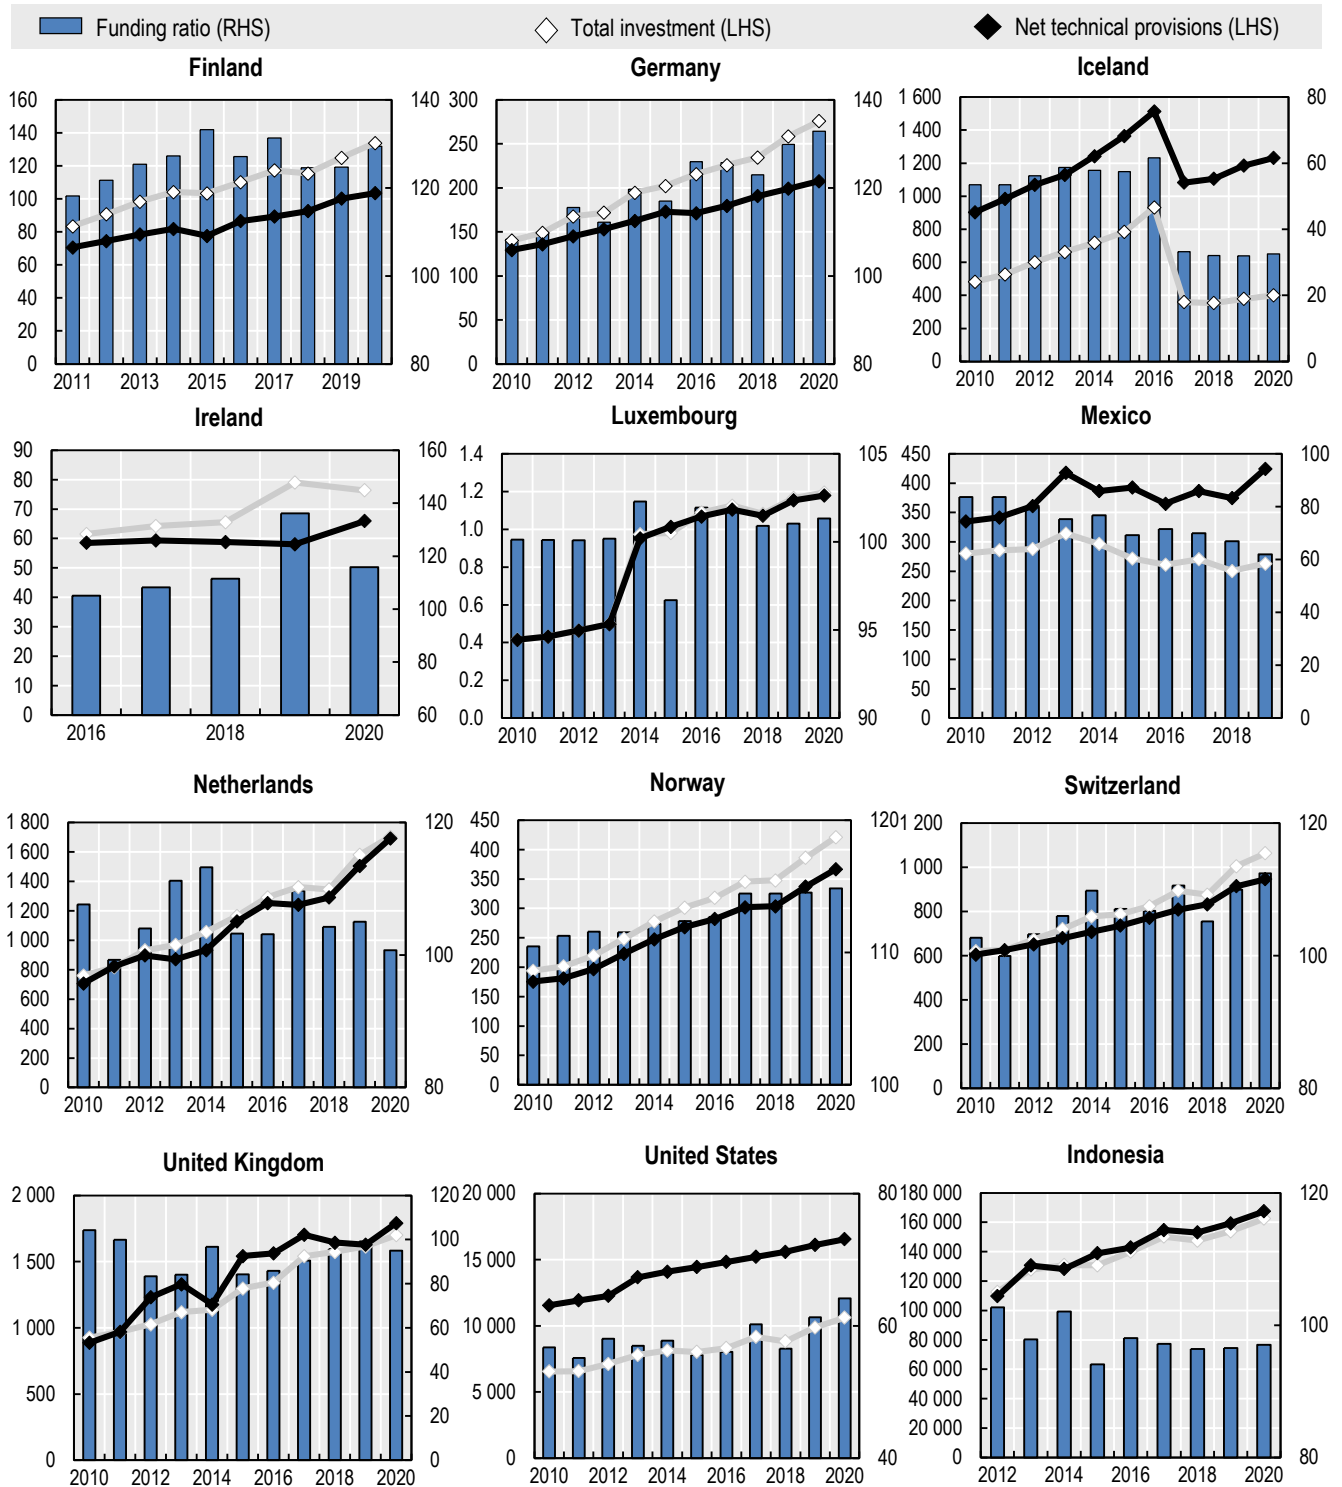 Funding ratio (RHS) Total investment (LHS) Net technical provisions (LHS)
Finland Germany Iceland
160 140 300 140 1 600 80
140 250 1 400
120 120 200 120 1 200 60
100 1 000
80 150 800 40
60 100 100 100 600
40 400 20
20 50 200
0 80 0 80 0 0
2011 2013 2015 2017 2019 2010 2012 2014 2016 2018 2020 2010 2012 2014 2016 2018 2020
Ireland Luxembourg Mexico
90 160 1.4 105 450 100
80 140 1.2 400 80
70 1.0 100 350
60 120 300 60
50 0.8 250
40 100 0.6 95 200 40
30 0.4 150
20 80 0.2 100 20
10 50
0 60 0.0 90 0 0
2016 2018 2020 2010 2012 2014 2016 2018 2020 2010 2012 2014 2016 2018
Netherlands Norway Switzerland
1 800 120 450 120 1 200 120
1 600 400 1 000
1 400 350
1 200 300 800
1 000 100 250 110 600 100
800 200
600 150 400
400 100 200
200 50
0 80 0 100 0 80
2010 2012 2014 2016 2018 2020 2010 2012 2014 2016 2018 2020 2010 2012 2014 2016 2018 2020
United Kingdom United States Indonesia
2 000 120 20 000 80 180 000 120
100 160 000
1 500 80 15 000 140 000
120 000
1 000 60 10 000 60 100 000 100
80 000
500 40 5 000 60 000
20 40 000
20 000
0 0 0 40 0 80
2010 2012 2014 2016 2018 2020 2010 2012 2014 2016 2018 2020 2012 2014 2016 2018 2020